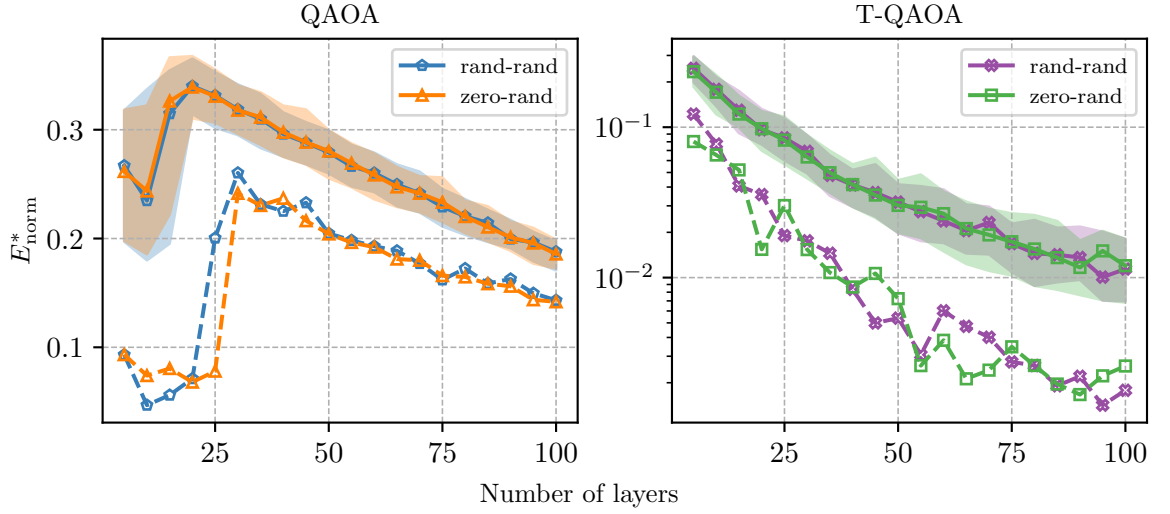 QAOA
T-QAOA
rand-rand
zero-rand
rand-rand
zero-rand
E*norm
0.3
0.2
0.1
10⁻¹
10⁻²
25
50
75
100
25
50
75
100
Number of layers